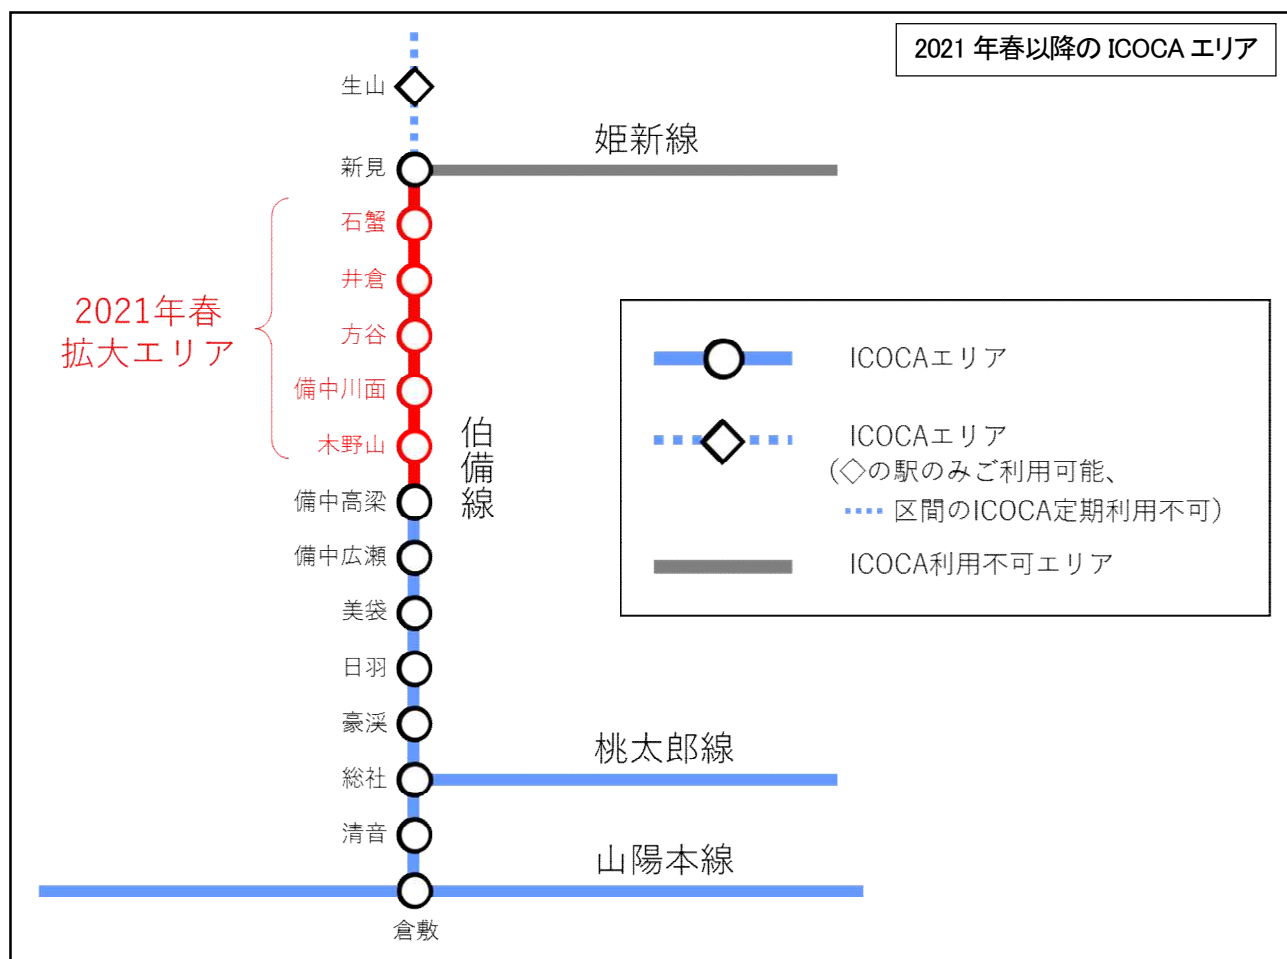 2021 年春以降の ICOCA エリア
生山
姫新線
新見
石蟹
井倉
2021年春
拡大エリア
方谷
備中川面
木野山
伯備線
備中高梁
備中広瀬
美袋
日羽
豪渓
桃太郎線
総社
清音
山陽本線
倉敷
ICOCAエリア
ICOCAエリア
(◇の駅のみご利用可能、
区間のICOCA定期利用不可)
ICOCA利用不可エリア